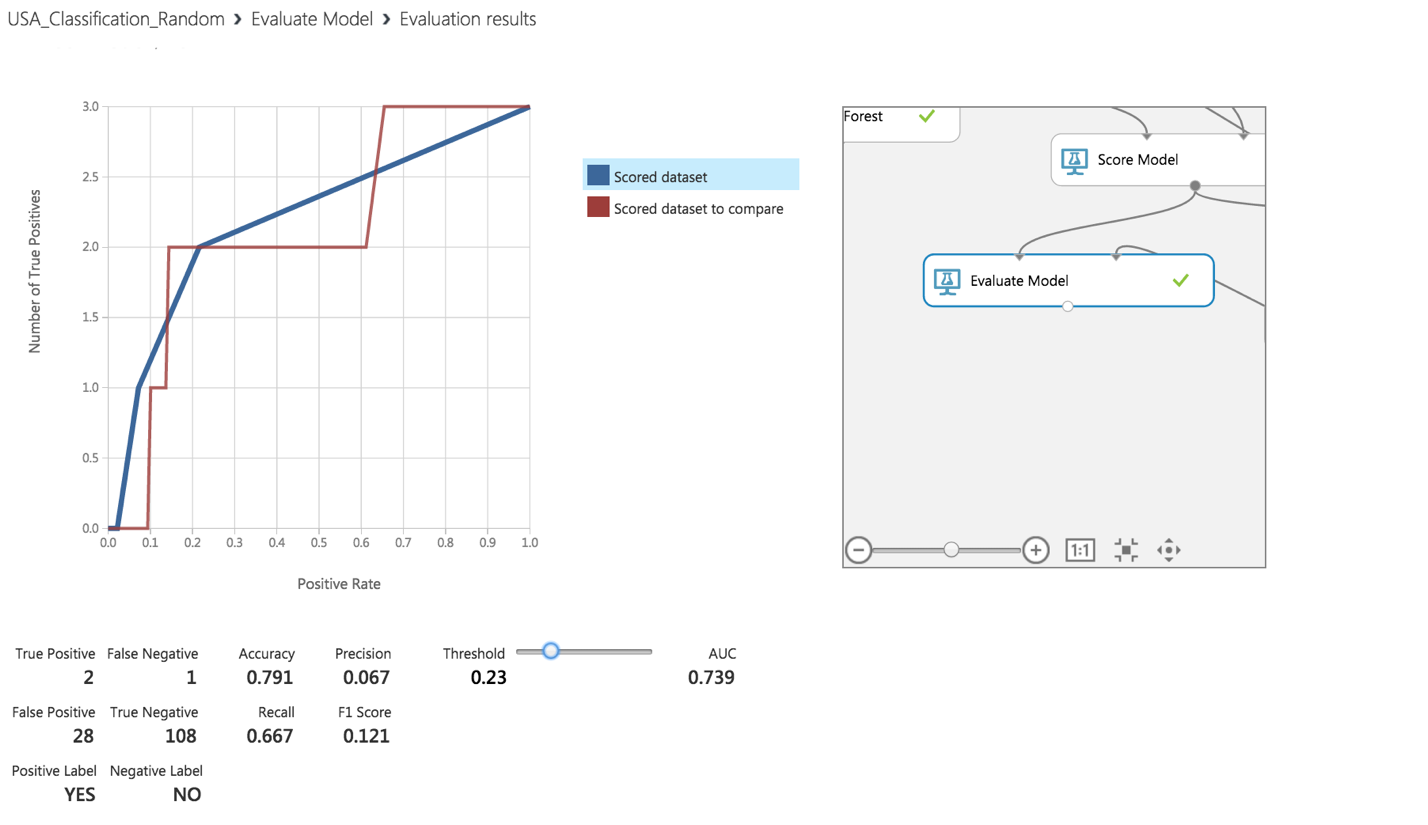 USA_Classification_Random > Evaluate Model > Evaluation results
3.0
2.5
2.0
1.5
1.0
0.5
0.0
Number of True Positives
0.0 0.1 0.2 0.3 0.4 0.5 0.6 0.7 0.8 0.9 1.0
Positive Rate
Scored dataset
Scored dataset to compare
Forest
Score Model
Evaluate Model
1:1
True Positive False Negative Accuracy Precision Threshold AUC
2 1 0.791 0.067 0.23 0.739
False Positive True Negative Recall F1 Score
28 108 0.667 0.121
Positive Label Negative Label
YES NO